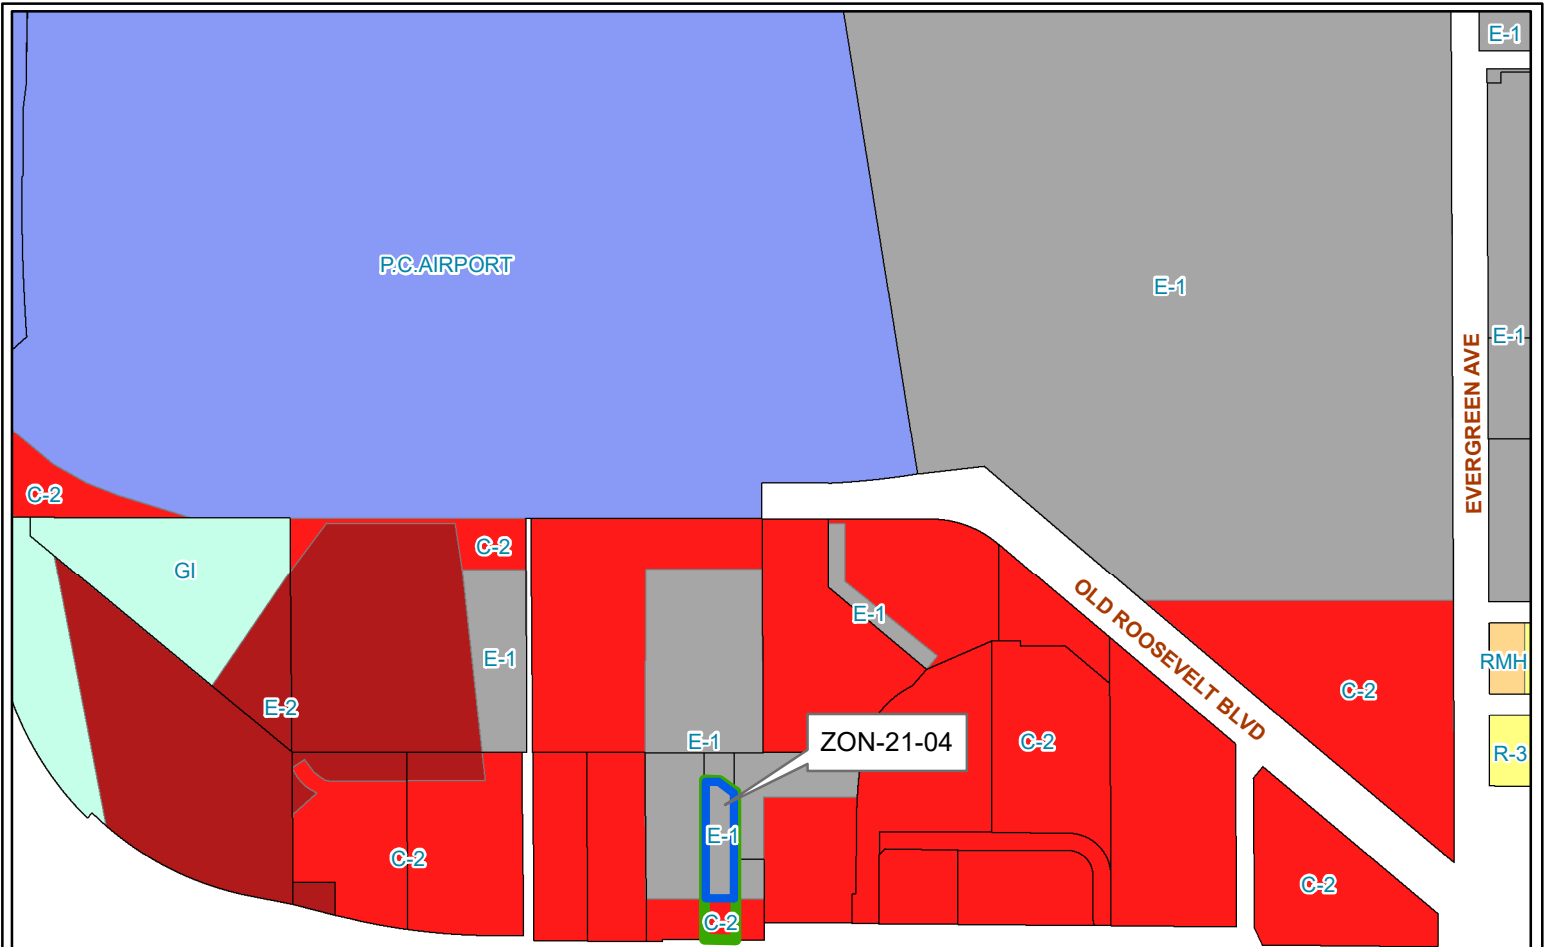 E-1
P.C.AIRPORT
E-1
E-1
EVERGREEN AVE
C-2
C-2
GI
E-1
OLD ROOSEVELT BLVD
E-1
RMH
C-2
E-2
E-1
ZON-21-04
C-2
R-3
E-1
C-2
C-2
C-2